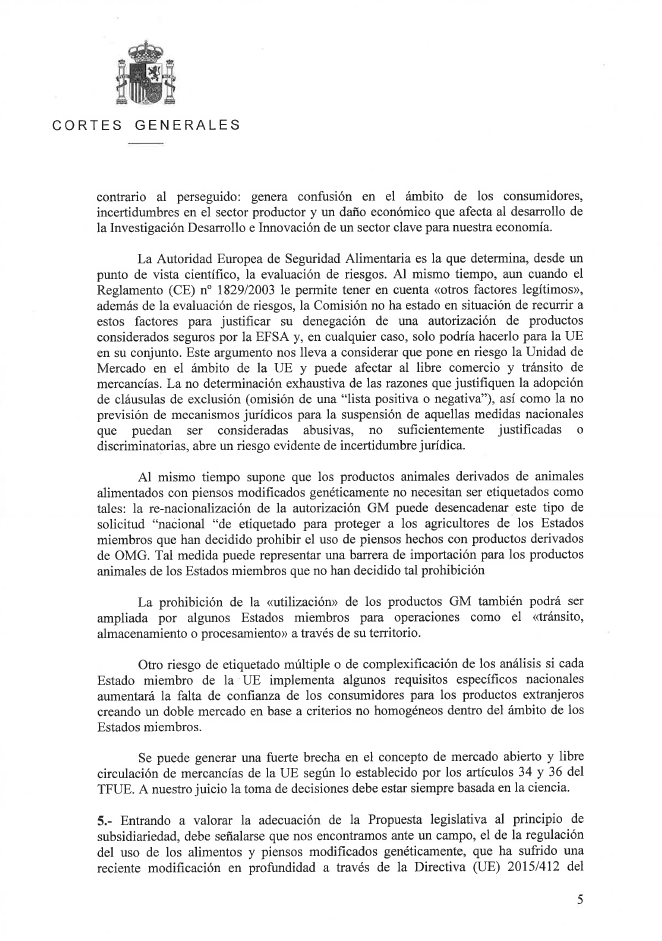 CORTES GENERALES
contrario al perseguido: genera confusión en el ámbito de los consumidores,
incertidumbres en el sector productor y un daño económico que afecta al desarrollo de
la Investigación Desarrollo e Innovación de un sector clave para nuestra economía.
La Autoridad Europea de Seguridad Alimentaria es la que determina, desde un
punto de vista científico, la evaluación de riesgos. Al mismo tiempo, aun cuando el
Reglamento (CE) nº 1829/2003 le permite tener en cuenta «otros factores legítimos»,
además de la evaluación de riesgos, la Comisión no ha estado en situación de recurrir a
estos factores para justificar su denegación de una autorización de productos
considerados seguros por la EFSA y, en cualquier caso, solo podría hacerlo para la UE
en su conjunto. Este argumento nos lleva a considerar que pone en riesgo la Unidad de
Mercado en el ámbito de la UE y puede afectar al libre comercio y tránsito de
mercancías. La no determinación exhaustiva de las razones que justifiquen la adopción
de cláusulas de exclusión (omisión de una "lista positiva o negativa"), así como la no
previsión de mecanismos jurídicos para la suspensión de aquellas medidas nacionales
que puedan ser consideradas abusivas, no suficientemente justificadas o
discriminatorias, abre un riesgo evidente de incertidumbre jurídica.
Al mismo tiempo supone que los productos animales derivados de animales
alimentados con piensos modificados genéticamente no necesitan ser etiquetados como
tales: la re-nacionalización de la autorización GM puede desencadenar este tipo de
solicitud "nacional "de etiquetado para proteger a los agricultores de los Estados
miembros que han decidido prohibir el uso de piensos hechos con productos derivados
de OMG. Tal medida puede representar una barrera de importación para los productos
animales de los Estados miembros que no han decidido tal prohibición
La prohibición de la «utilización» de los productos GM también podrá ser
ampliada por algunos Estados miembros para operaciones como el «tránsito,
almacenamiento o procesamiento» a través de su territorio.
Otro riesgo de etiquetado múltiple o de complexificación de los análisis si cada
Estado miembro de la UE implementa algunos requisitos específicos nacionales
aumentará la falta de confianza de los consumidores para los productos extranjeros
creando un doble mercado en base a criterios no homogéneos dentro del ámbito de los
Estados miembros.
Se puede generar una fuerte brecha en el concepto de mercado abierto y libre
circulación de mercancías de la UE según lo establecido por los artículos 34 y 36 del
TFUE. A nuestro juicio la toma de decisiones debe estar siempre basada en la ciencia.
5.- Entrando a valorar la adecuación de la Propuesta legislativa al principio de
subsidiariedad, debe señalarse que nos encontramos ante un campo, el de la regulación
del uso de los alimentos y piensos modificados genéticamente, que ha sufrido una
reciente modificación en profundidad a través de la Directiva (UE) 2015/412 del
5